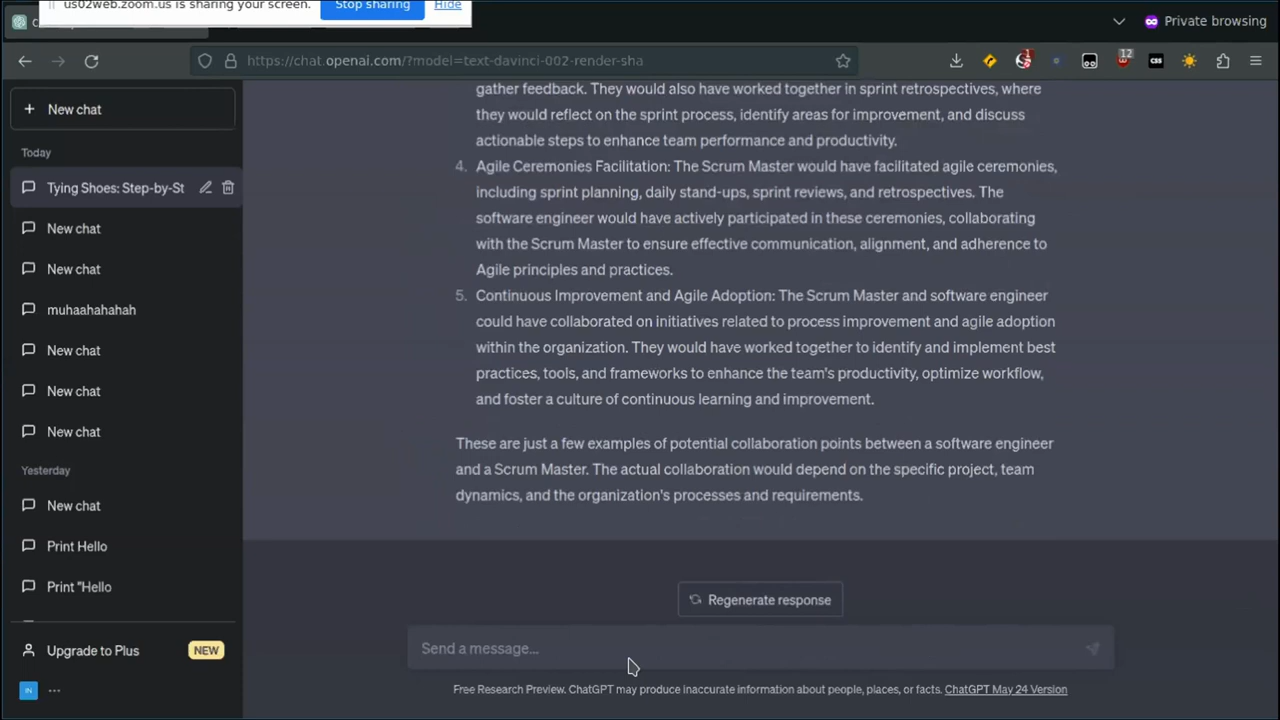 us02web.zoom.us is sharing your screen.
Stop sharing
Hide
Private browsing
https://chat.openai.com/?model=text-davinci-002-render-sha
1
12
CSS
New chat
Today
Tying Shoes: Step-by-St
New chat
New chat
muhaahahahah
New chat
New chat
New chat
Yesterday
New chat
Print Hello
Print "Hello
Upgrade to Plus
NEW
IN
...
gather feedback. They would also have worked together in sprint retrospectives, where
they would reflect on the sprint process, identify areas for improvement, and discuss
actionable steps to enhance team performance and productivity.
4. Agile Ceremonies Facilitation: The Scrum Master would have facilitated agile ceremonies,
including sprint planning, daily stand-ups, sprint reviews, and retrospectives. The
software engineer would have actively participated in these ceremonies, collaborating
with the Scrum Master to ensure effective communication, alignment, and adherence to
Agile principles and practices.
5. Continuous Improvement and Agile Adoption: The Scrum Master and software engineer
could have collaborated on initiatives related to process improvement and agile adoption
within the organization. They would have worked together to identify and implement best
practices, tools, and frameworks to enhance the team's productivity, optimize workflow,
and foster a culture of continuous learning and improvement.
These are just a few examples of potential collaboration points between a software engineer
and a Scrum Master. The actual collaboration would depend on the specific project, team
dynamics, and the organization's processes and requirements.
Regenerate response
Send a message...
Free Research Preview. ChatGPT may produce inaccurate information about people, places, or facts. ChatGPT May 24 Version